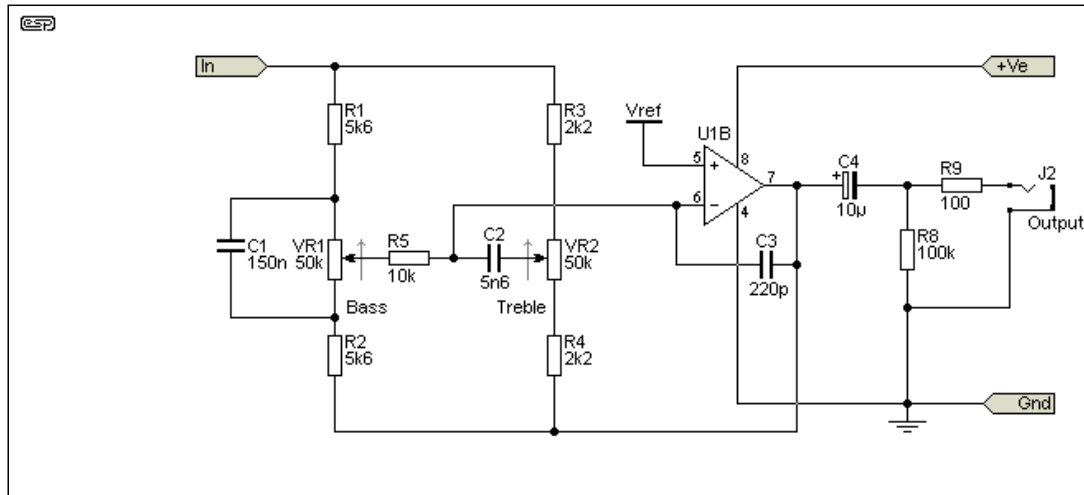 esp
In
+Ve
R1
5k6
R3
2k2
Vref
U1B
5
+
8
6
-
7
4
C4
+
10µ
R9
100
J2
Output
C1
150n
VR1
50k
R5
10k
C2
5n6
VR2
50k
C3
220p
R8
100k
Bass
Treble
R2
5k6
R4
2k2
Gnd